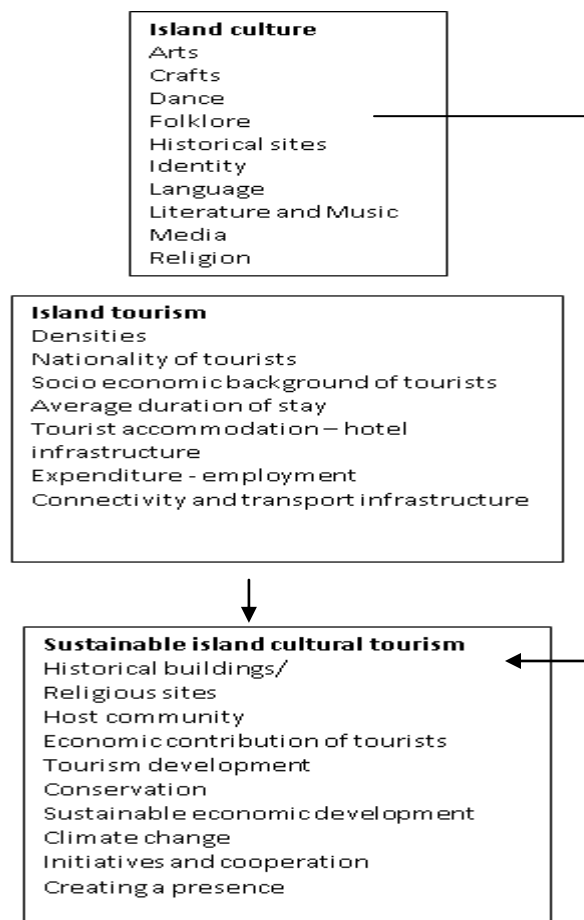 Island culture
Arts
Crafts
Dance
Folklore
Historical sites
Identity
Language
Literature and Music
Media
Religion
Island tourism
Densities
Nationality of tourists
Socio economic background of tourists
Average duration of stay
Tourist accommodation – hotel
infrastructure
Expenditure - employment
Connectivity and transport infrastructure
Sustainable island cultural tourism
Historical buildings/
Religious sites
Host community
Economic contribution of tourists
Tourism development
Conservation
Sustainable economic development
Climate change
Initiatives and cooperation
Creating a presence